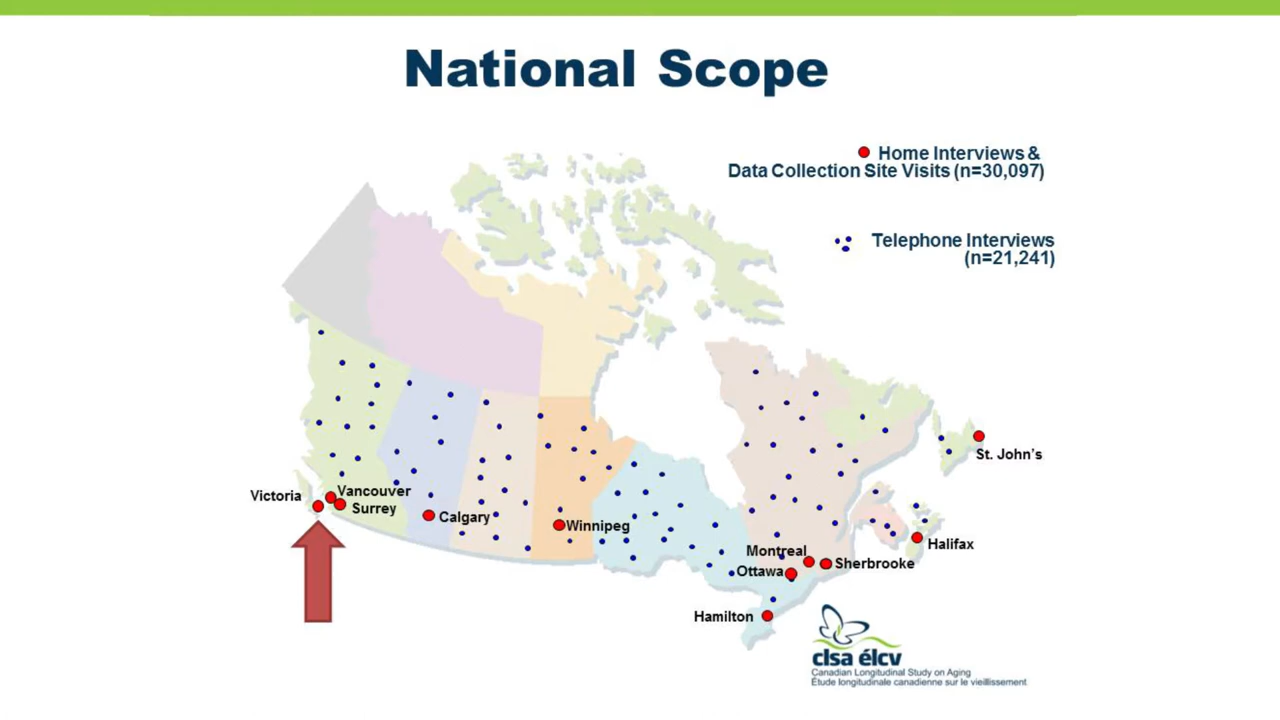 National Scope
Home Interviews &
Data Collection Site Visits (n=30,097)
Telephone Interviews
(n=21,241)
St. John's
Victoria
Vancouver
Surrey
Calgary
Winnipeg
Halifax
Montreal
Sherbrooke
Ottawa
Hamilton
clsa élcv
Canadian Longitudinal Study on Aging
Étude longitudinale canadienne sur le vieillissement